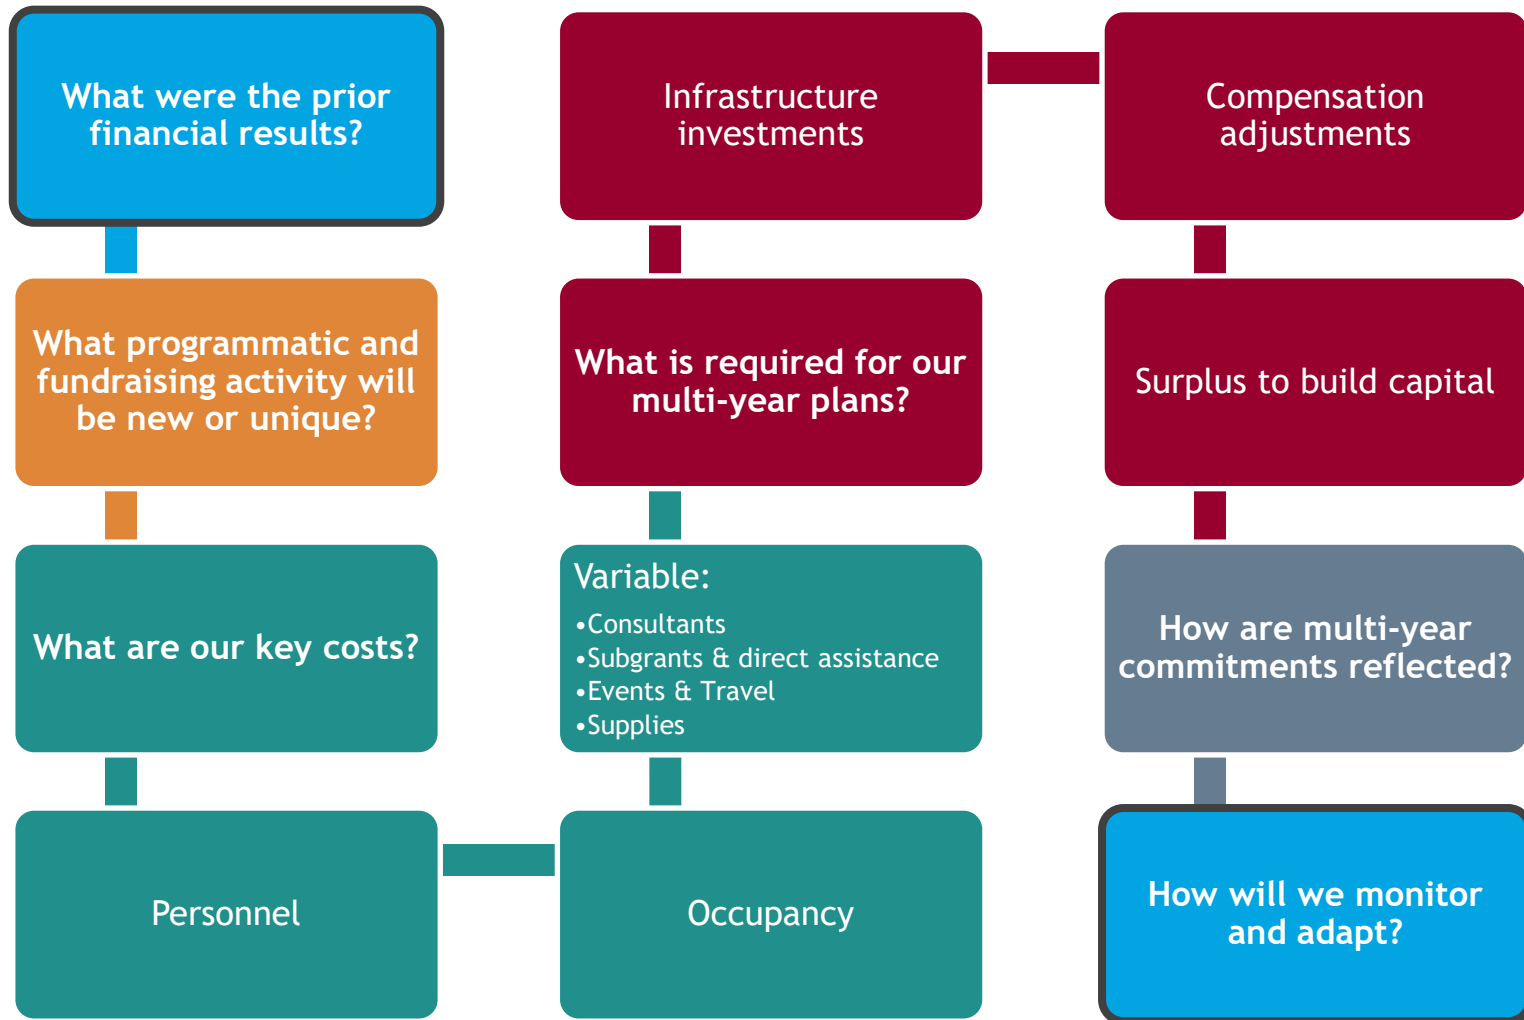 What were the prior
financial results?
What programmatic and
fundraising activity will
be new or unique?
What are our key costs?
Personnel
Occupancy
Variable:
•Consultants
•Subgrants & direct assistance
•Events & Travel
•Supplies
What is required for our
multi-year plans?
Infrastructure
investments
Compensation
adjustments
Surplus to build capital
How are multi-year
commitments reflected?
How will we monitor
and adapt?